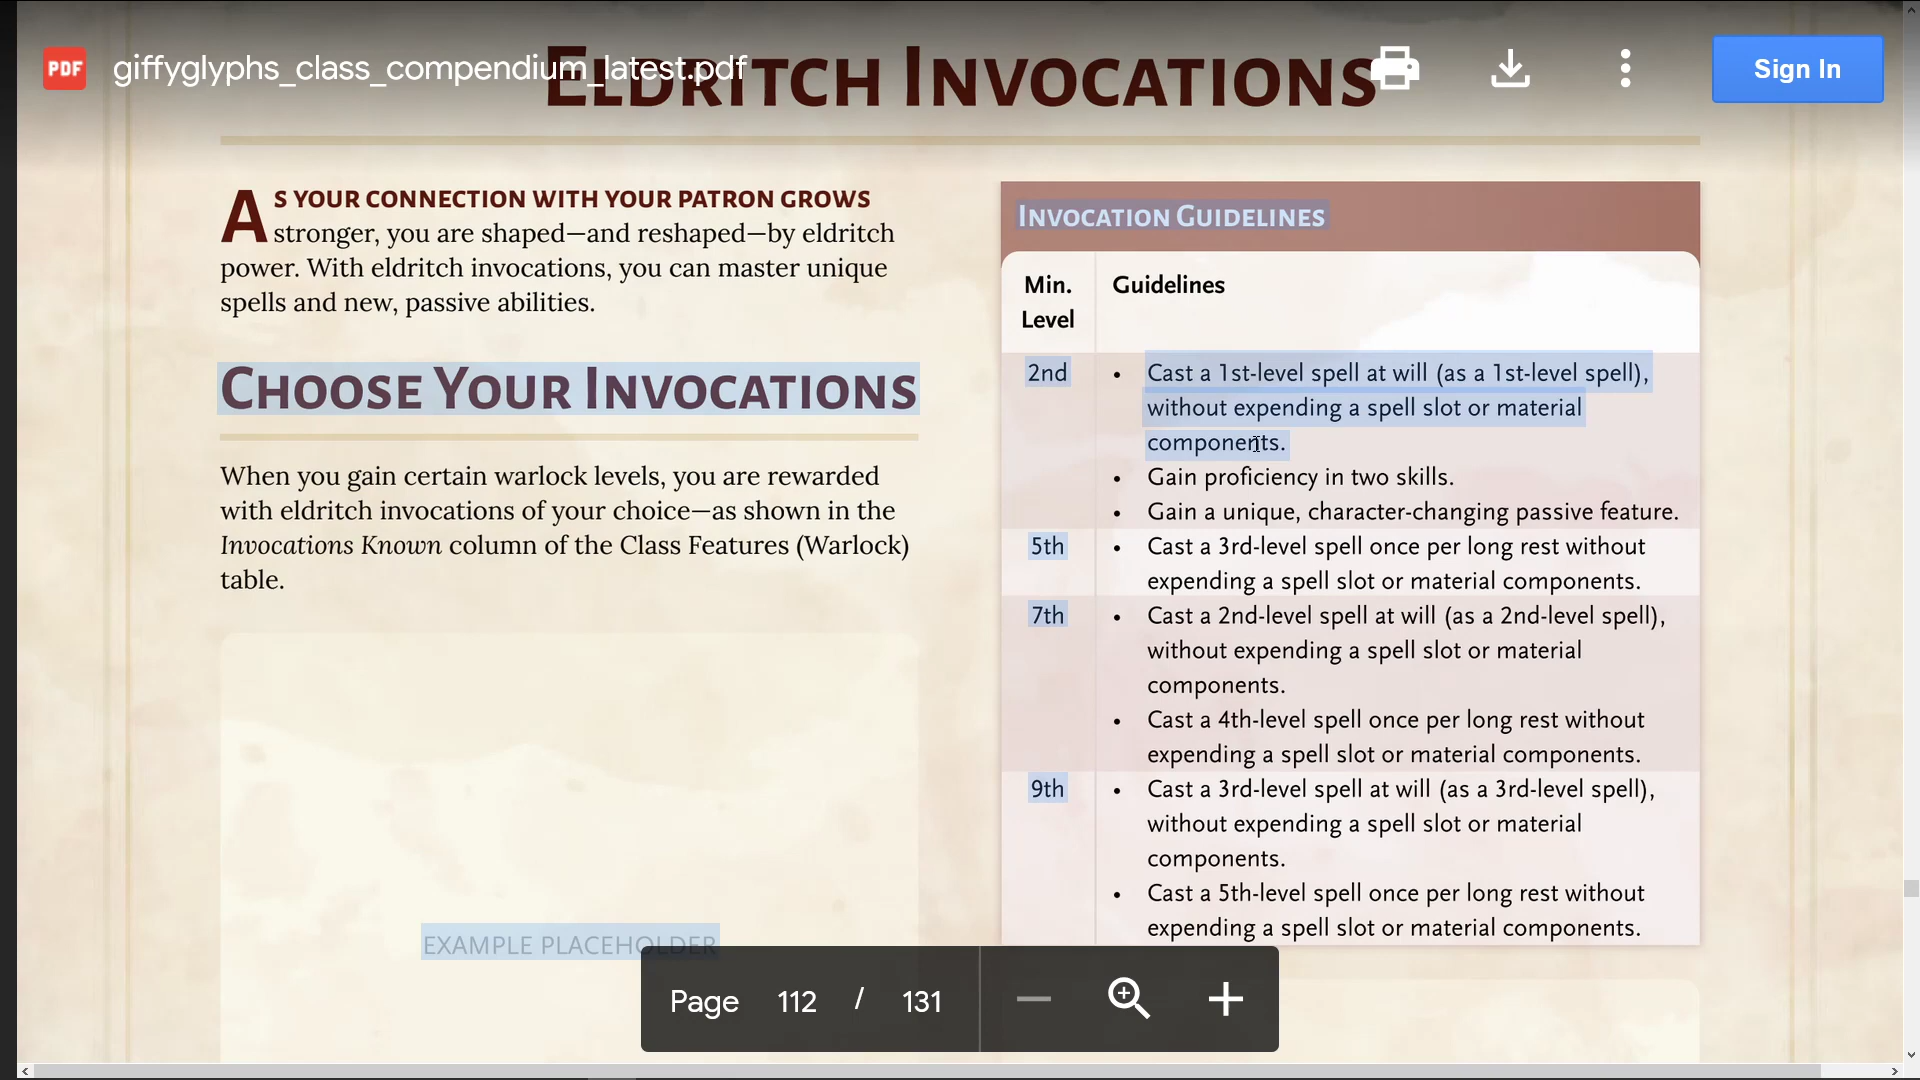 giffyglyphs_class_compendium_latest.pdf
ELDRITCH INVOCATIONS
Sign In
AS YOUR CONNECTION WITH YOUR PATRON GROWS
stronger, you are shaped—and reshaped—by eldritch
power. With eldritch invocations, you can master unique
spells and new, passive abilities.
CHOOSE YOUR INVOCATIONS
When you gain certain warlock levels, you are rewarded
with eldritch invocations of your choice—as shown in the
Invocations Known column of the Class Features (Warlock)
table.
EXAMPLE PLACEHOLDER
INVOCATION GUIDELINES
Min. Guidelines
Level
2nd • Cast a 1st-level spell at will (as a 1st-level spell),
without expending a spell slot or material
components.
• Gain proficiency in two skills.
• Gain a unique, character-changing passive feature.
5th • Cast a 3rd-level spell once per long rest without
expending a spell slot or material components.
7th • Cast a 2nd-level spell at will (as a 2nd-level spell),
without expending a spell slot or material
components.
• Cast a 4th-level spell once per long rest without
expending a spell slot or material components.
9th • Cast a 3rd-level spell at will (as a 3rd-level spell),
without expending a spell slot or material
components.
• Cast a 5th-level spell once per long rest without
expending a spell slot or material components.
Page 112 / 131
PDF